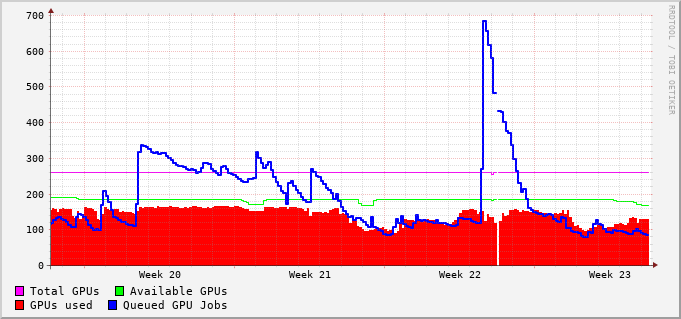 700
600
500
400
300
200
100
0
Week 20 Week 21 Week 22 Week 23
Total GPUs Available GPUs
GPUs used Queued GPU Jobs
RRDTOOL / TOBI OETIKER